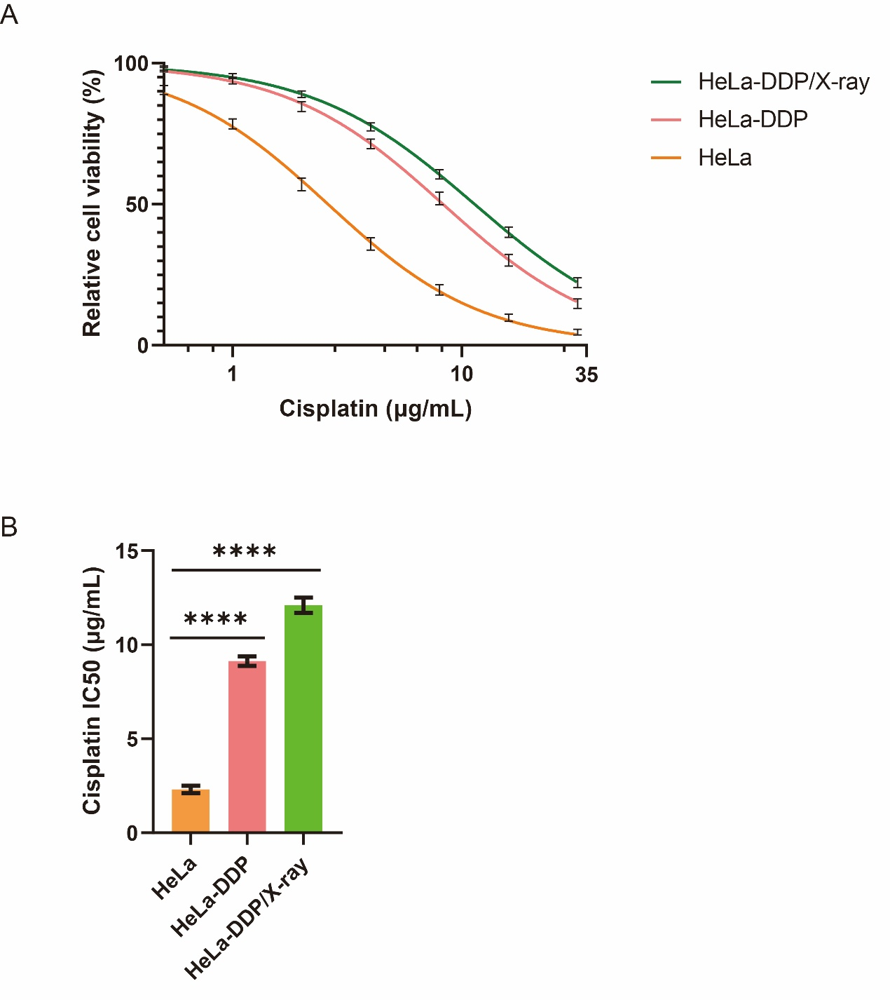 A
100
50
0
Relative cell viability (%)
1
10
35
Cisplatin (μg/mL)
HeLa-DDP/X-ray
HeLa-DDP
HeLa
B
15
10
5
0
Cisplatin IC50 (μg/mL)
****
****
HeLa
HeLa-DDP
HeLa-DDP/X-ray